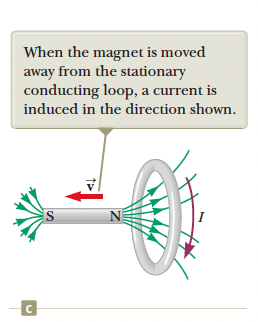 When the magnet is moved
away from the stationary
conducting loop, a current is
induced in the direction shown.
v⃗
S N I
C